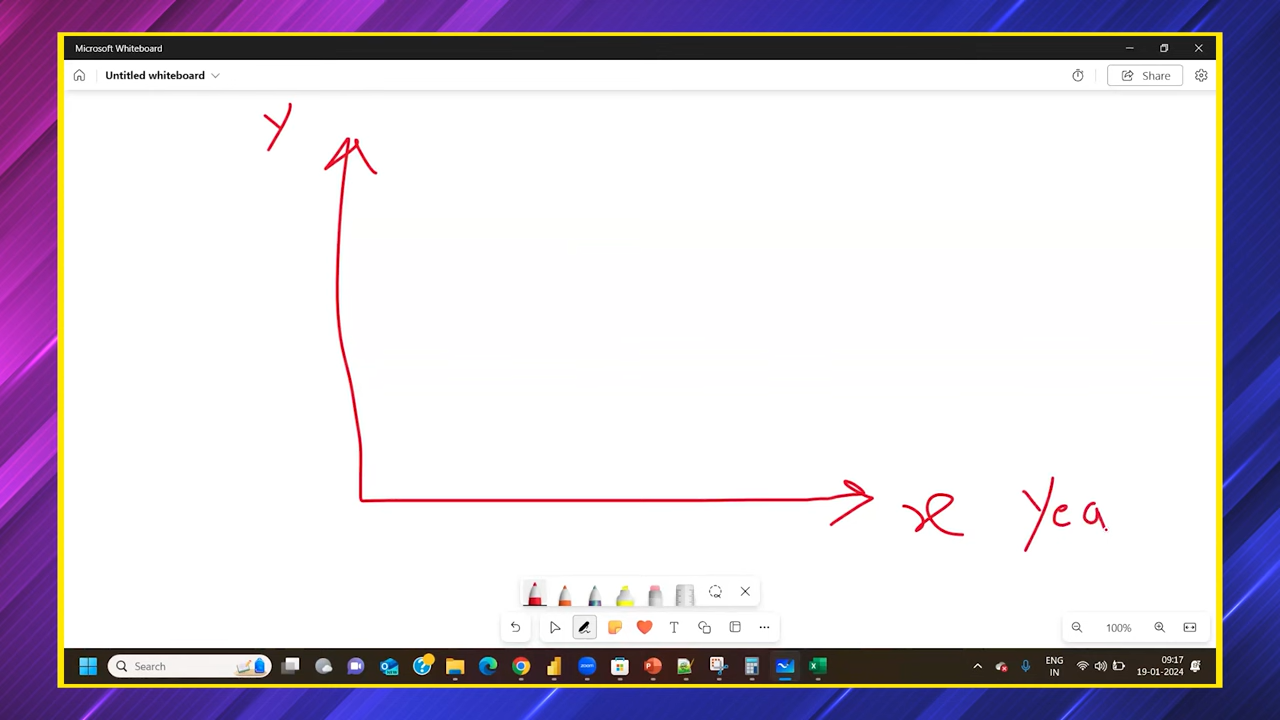 Microsoft Whiteboard
Untitled whiteboard
Share
y
x Yea
100%
Search
ENG
IN
09:17
19-01-2024